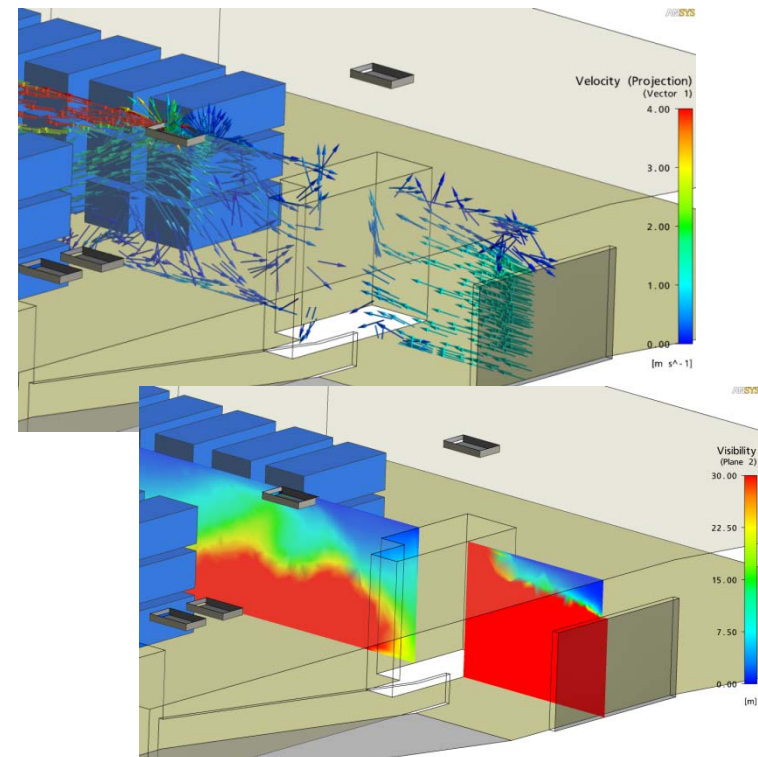 ANSYS
Velocity (Projection)
(Vector 1)
4.00
3.00
2.00
1.00
0.00
[m s^-1]
ANSYS
Visibility
(Plane 2)
30.00
22.50
15.00
7.50
0.00
[m]